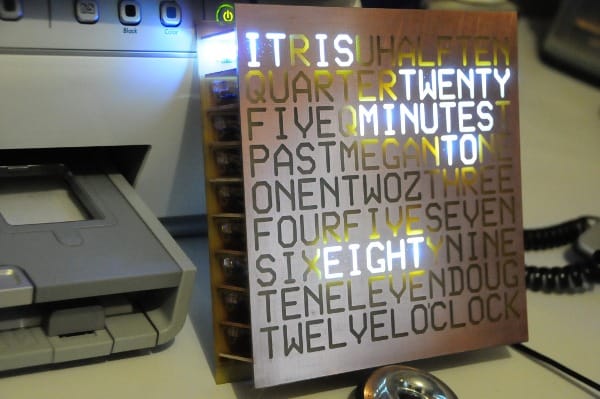 Black
Color
ITRISUHALFTEN
QUARTERTWENTY
FIVEQMINUTEST
PASTMEGANTONE
ONENTWOZTHREE
FOURFIVESEVEN
SIXEIGHTYNINE
TENELEVENDOUG
TWELVELOCLOCK